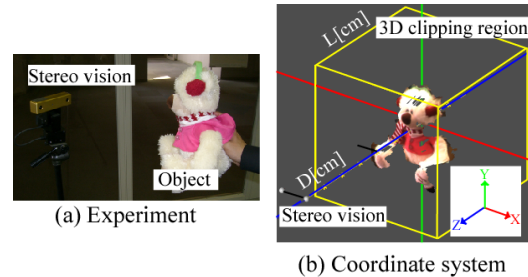 Stereo vision
Object
(a) Experiment
L[cm]
3D clipping region
D[cm]
Stereo vision
Y
X
Z
(b) Coordinate system